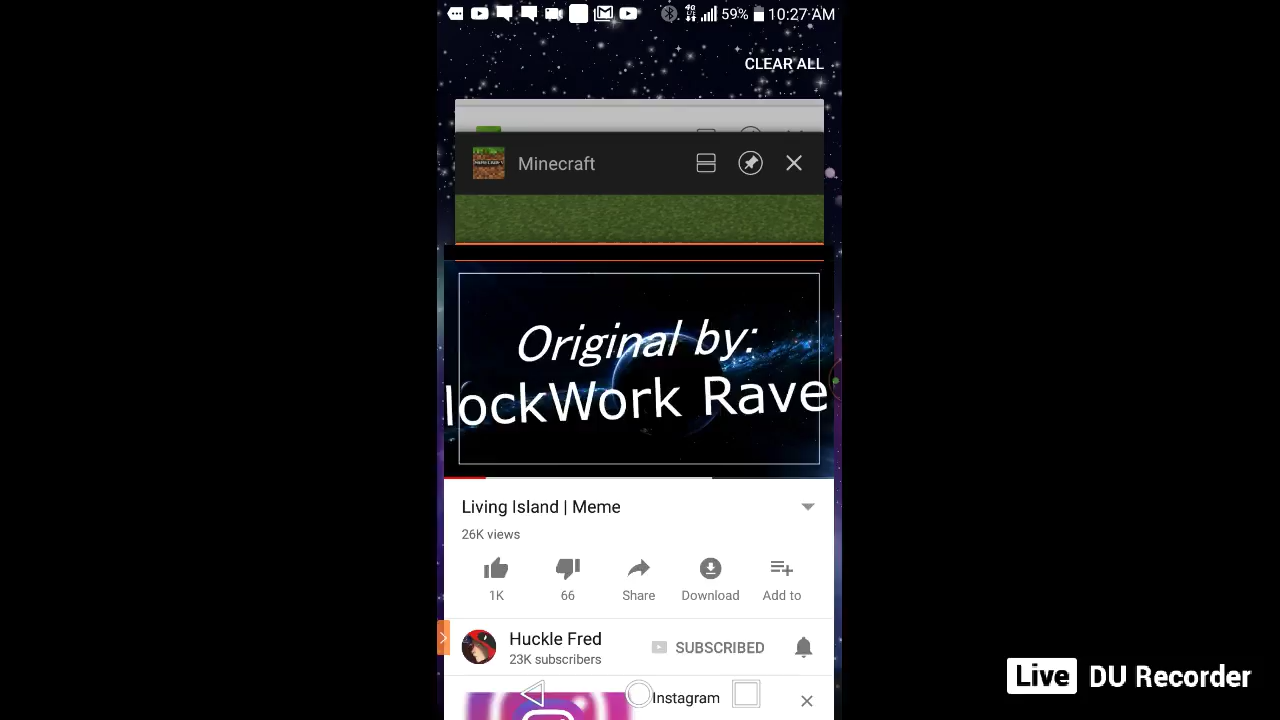 59% 10:27 AM
CLEAR ALL
Minecraft
Original by:
lockWork Rave
Living Island | Meme
26K views
1K
66
Share
Download
Add to
Huckle Fred
23K subscribers
SUBSCRIBED
Instagram
Live DU Recorder